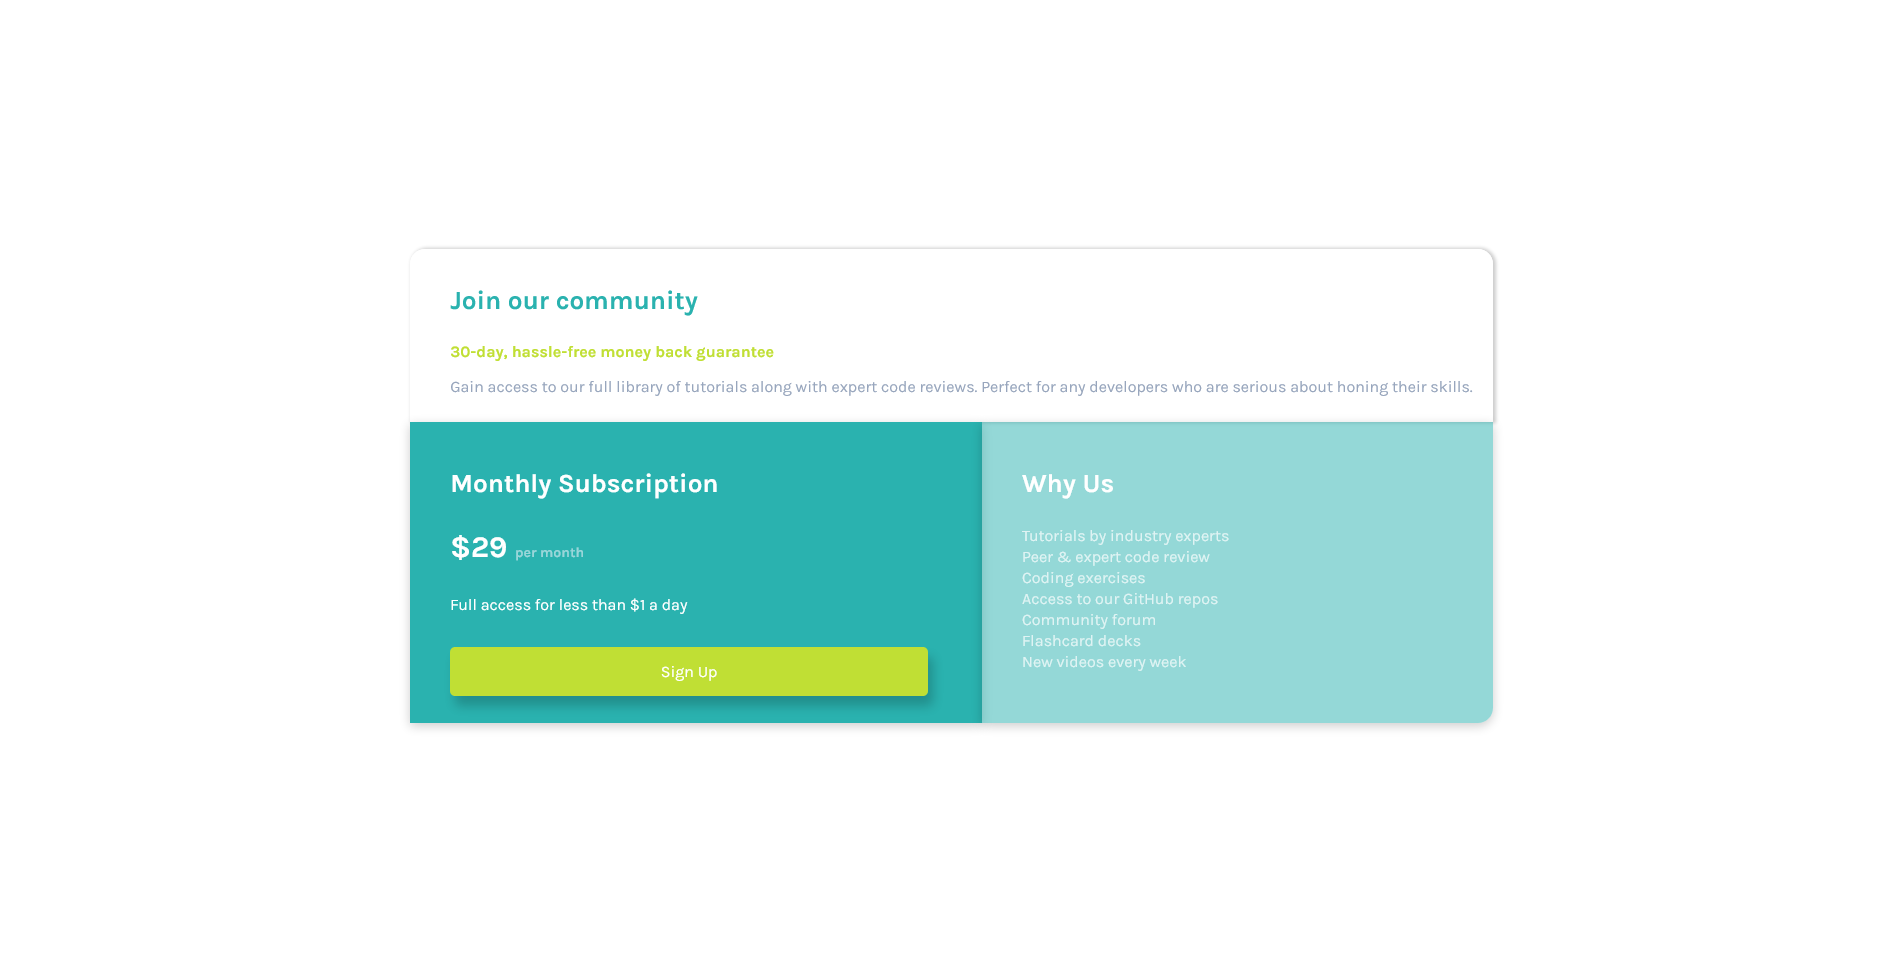 Join our community
30-day, hassle-free money back guarantee
Gain access to our full library of tutorials along with expert code reviews. Perfect for any developers who are serious about honing their skills.
Monthly Subscription
$29 per month
Full access for less than $1 a day
Sign Up
Why Us
Tutorials by industry experts
Peer & expert code review
Coding exercises
Access to our GitHub repos
Community forum
Flashcard decks
New videos every week